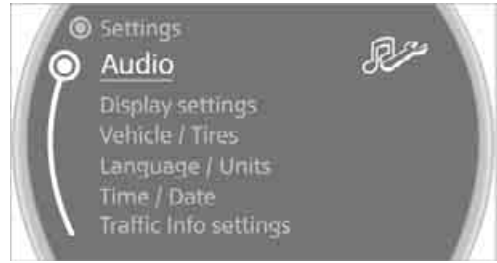 Settings
Audio
Display settings
Vehicle / Tires
Language / Units
Time / Date
Traffic Info settings